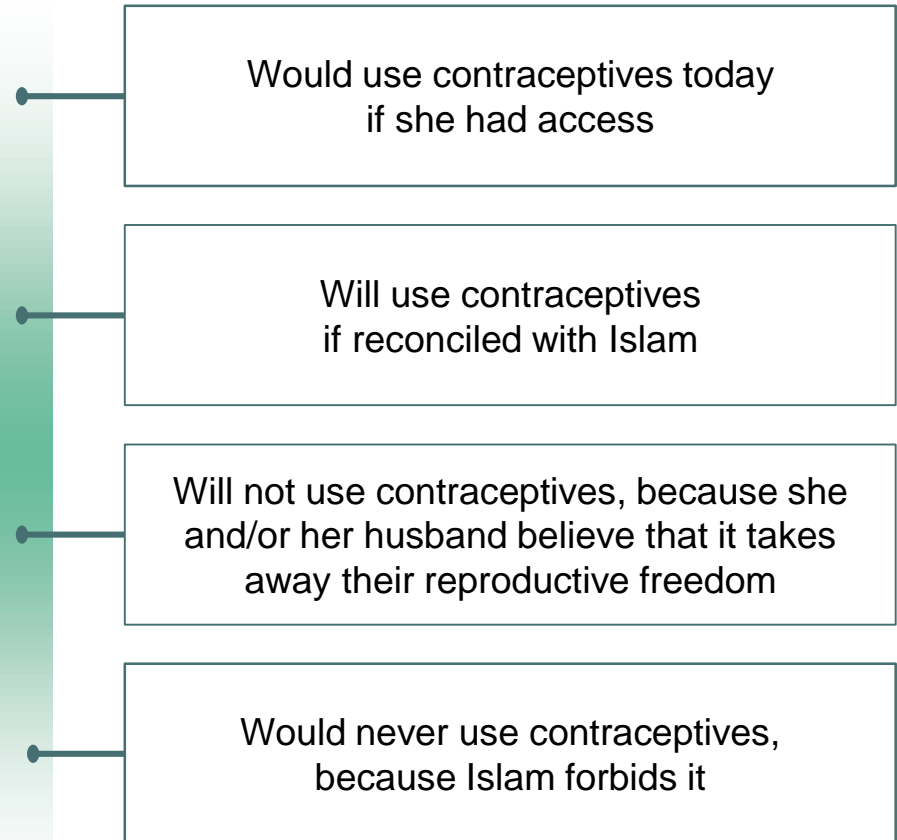 Would use contraceptives today
if she had access
Will use contraceptives
if reconciled with Islam
Will not use contraceptives, because she
and/or her husband believe that it takes
away their reproductive freedom
Would never use contraceptives,
because Islam forbids it